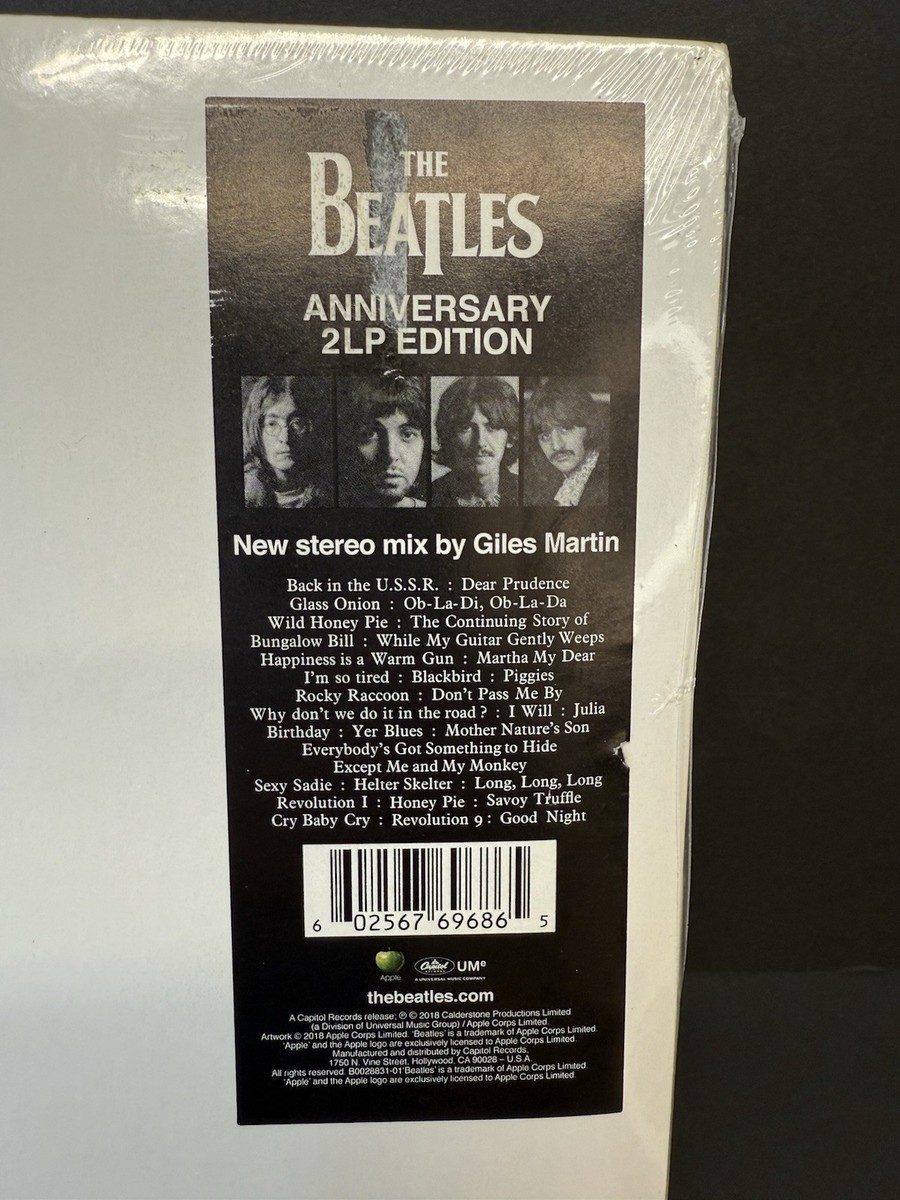 THE
BEATLES
ANNIVERSARY
2LP EDITION
New stereo mix by Giles Martin
Back in the U.S.S.R. : Dear Prudence
Glass Onion : Ob-La-Di, Ob-La-Da
Wild Honey Pie : The Continuing Story of
Bungalow Bill : While My Guitar Gently Weeps
Happiness is a Warm Gun : Martha My Dear
I'm so tired : Blackbird : Piggies
Rocky Raccoon : Don't Pass Me By
Why don't we do it in the road? : I Will : Julia
Birthday : Yer Blues : Mother Nature's Son
Everybody's Got Something to Hide
Except Me and My Monkey
Sexy Sadie : Helter Skelter : Long, Long, Long
Revolution I : Honey Pie : Savoy Truffle
Cry Baby Cry : Revolution 9 : Good Night
6 02567 69686 5
Apple
Capitol RECORDS UMe
A UNIVERSAL MUSIC COMPANY
thebeatles.com
A Capitol Records release; ℗ © 2018 Calderstone Productions Limited
(a Division of Universal Music Group) / Apple Corps Limited.
Artwork © 2018 Apple Corps Limited. 'Beatles' is a trademark of Apple Corps Limited.
'Apple' and the Apple logo are exclusively licensed to Apple Corps Limited.
Manufactured and distributed by Capitol Records,
1750 N. Vine Street, Hollywood, CA 90028 – U.S.A.
All rights reserved. B0028831-01 'Beatles' is a trademark of Apple Corps Limited
'Apple' and the Apple logo are exclusively licensed to Apple Corps Limited.